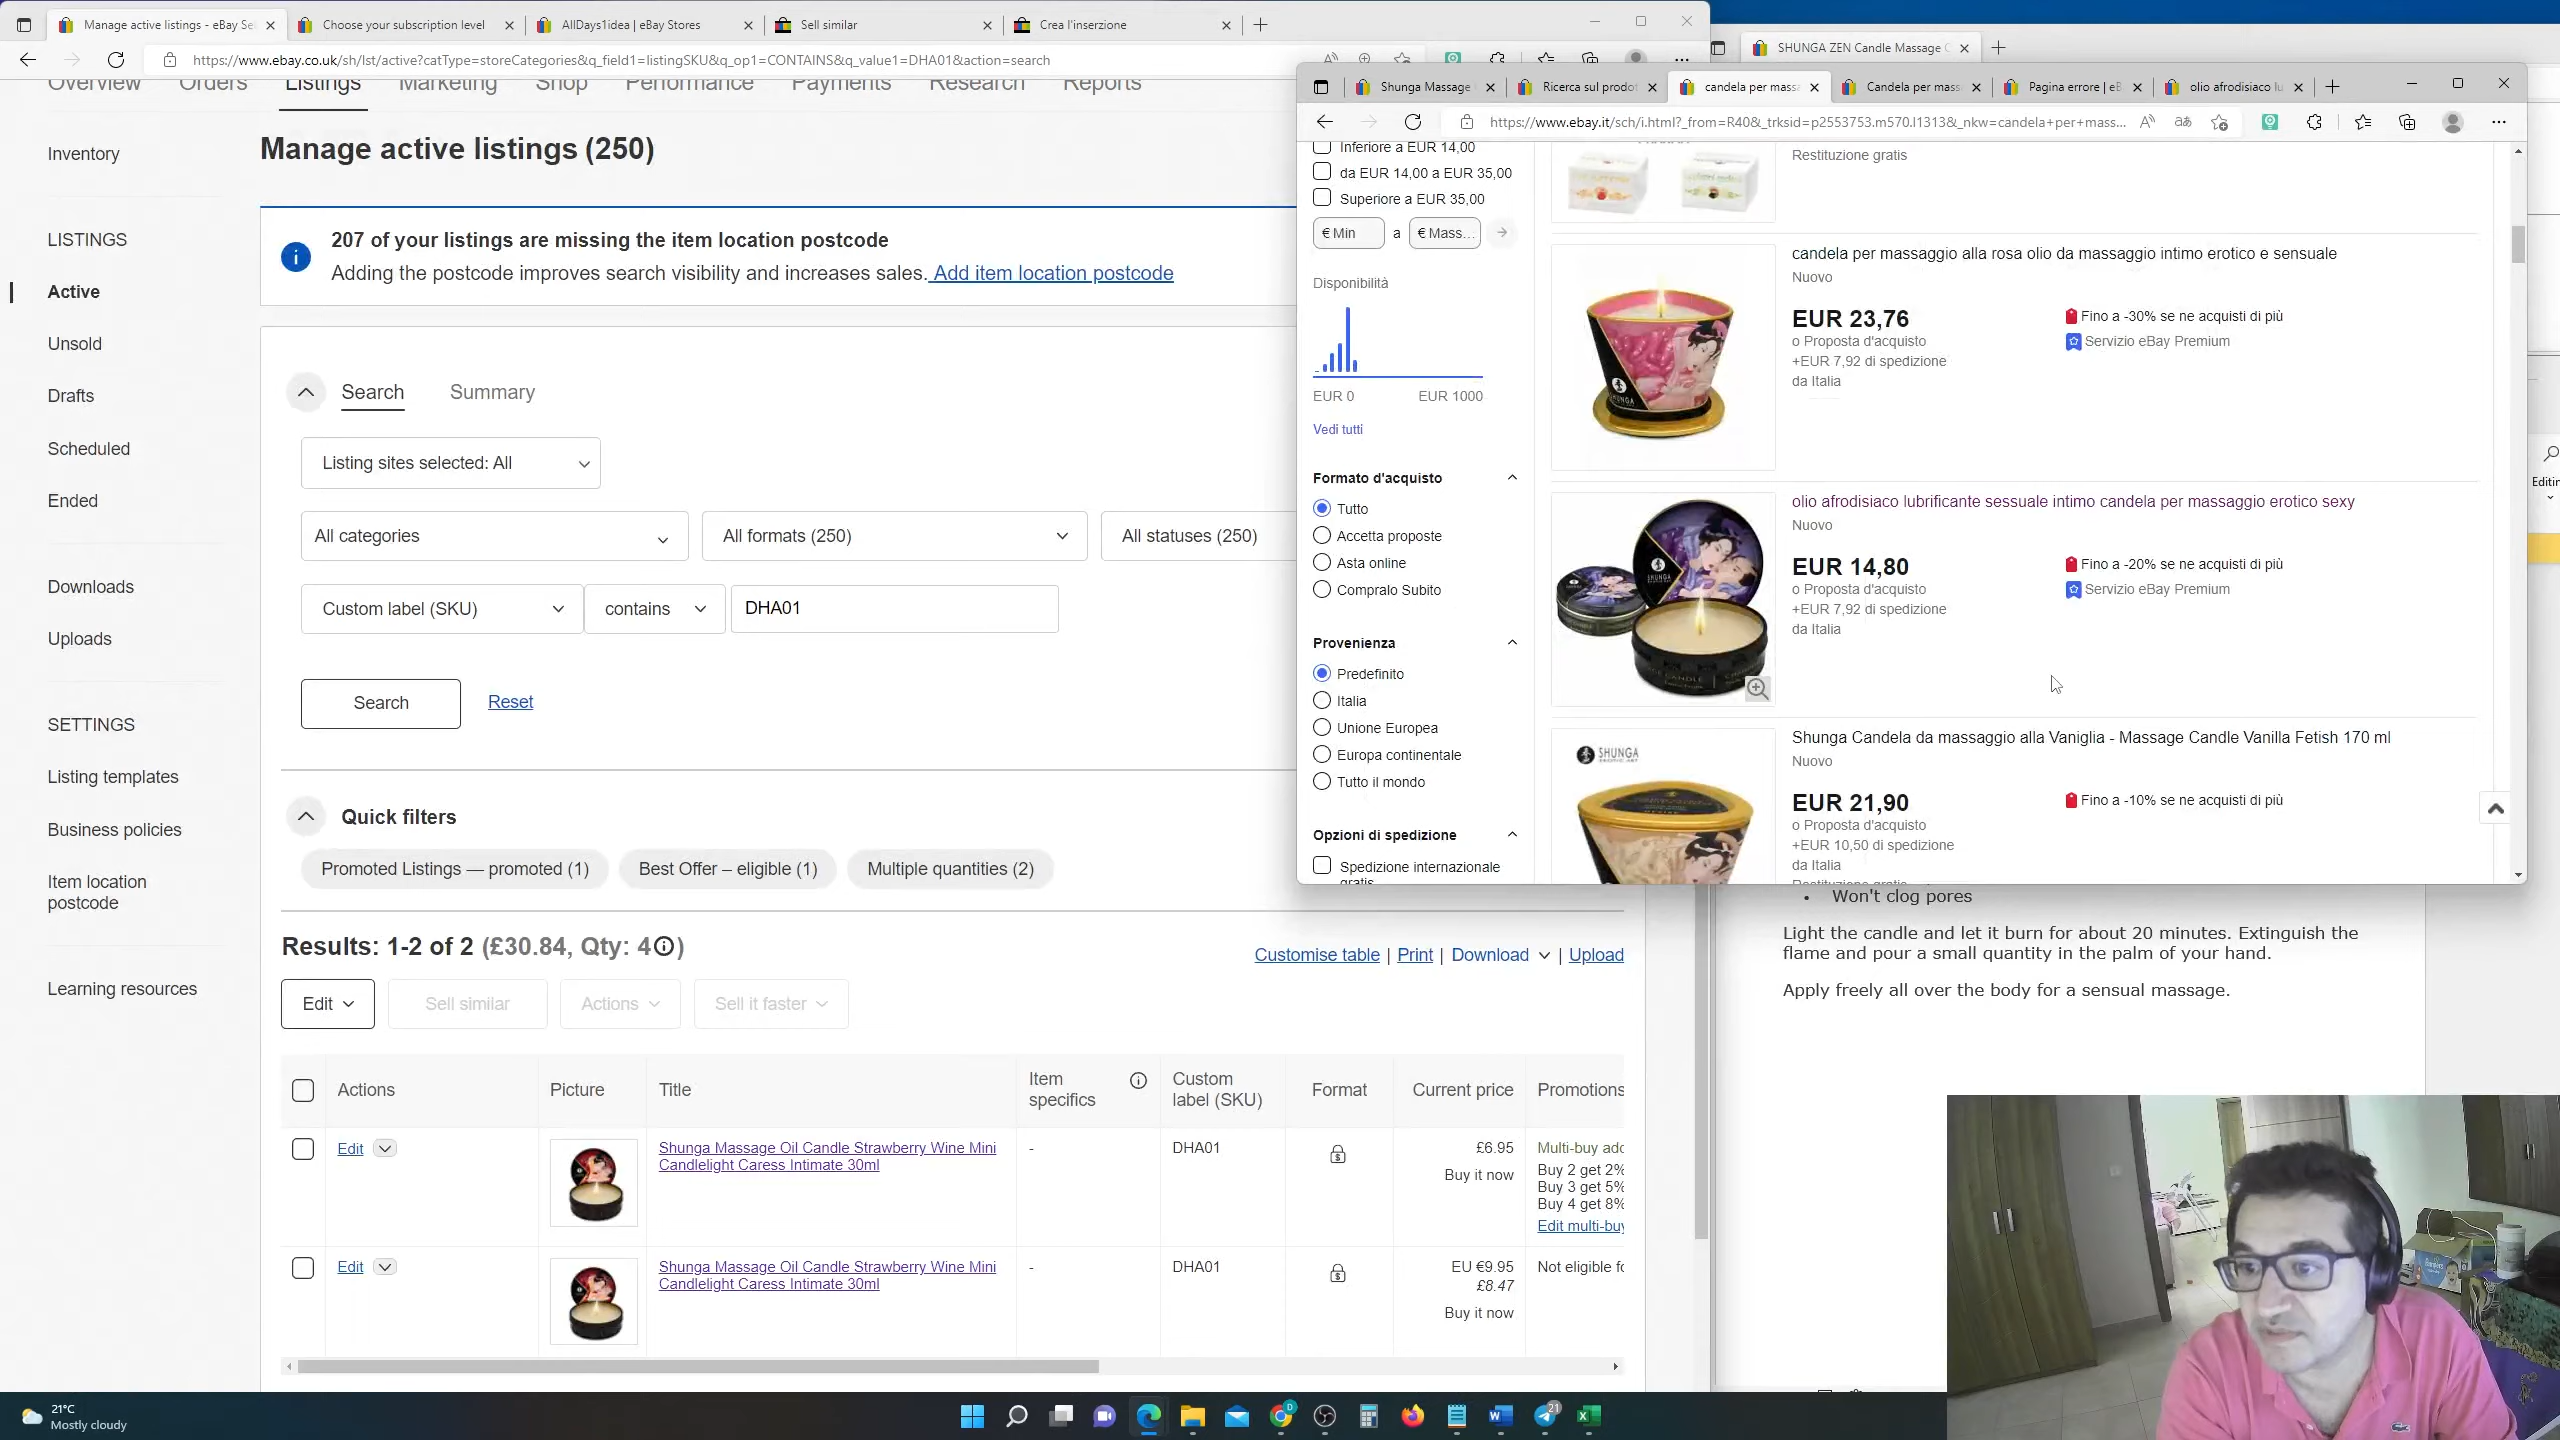 Manage active listings - eBay Se
Choose your subscription level
AllDays1idea | eBay Stores
Sell similar
Crea l'inserzione
https://www.ebay.co.uk/sh/lst/active?catType=storeCategories&q_field1=listingSKU&q_op1=CONTAINS&q_value1=DHA01&action=search
Overview
Orders
Listings
Marketing
Shop
Performance
Payments
Research
Reports
Inventory
LISTINGS
Active
Unsold
Drafts
Scheduled
Ended
Downloads
Uploads
SETTINGS
Listing templates
Business policies
Item location
postcode
Learning resources
Manage active listings (250)
207 of your listings are missing the item location postcode
Adding the postcode improves search visibility and increases sales. Add item location postcode
Search
Summary
Listing sites selected: All
All categories
All formats (250)
All statuses (250)
Custom label (SKU)
contains
DHA01
Search
Reset
Quick filters
Promoted Listings — promoted (1)
Best Offer – eligible (1)
Multiple quantities (2)
Results: 1-2 of 2 (£30.84, Qty: 4)
Customise table | Print | Download | Upload
Edit
Sell similar
Actions
Sell it faster
Actions
Picture
Title
Item
specifics
Custom
label (SKU)
Format
Current price
Promotions
Edit
Shunga Massage Oil Candle Strawberry Wine Mini
Candlelight Caress Intimate 30ml
-
DHA01
£6.95
Buy it now
Multi-buy add
Buy 2 get 2%
Buy 3 get 5%
Buy 4 get 8%
Edit multi-buy
Edit
Shunga Massage Oil Candle Strawberry Wine Mini
Candlelight Caress Intimate 30ml
-
DHA01
EU €9.95
£8.47
Buy it now
Not eligible fo
SHUNGA ZEN Candle Massage
Shunga Massage
Ricerca sul prodot
candela per mass
Candela per mass
Pagina errore | eB
olio afrodisiaco lu
https://www.ebay.it/sch/i.html?_from=R40&_trksid=p2553753.m570.l1313&_nkw=candela+per+mass...
Inferiore a EUR 14,00
da EUR 14,00 a EUR 35,00
Superiore a EUR 35,00
€ Min
a
€ Mass...
Disponibilità
EUR 0
EUR 1000
Vedi tutti
Formato d'acquisto
Tutto
Accetta proposte
Asta online
Compralo Subito
Provenienza
Predefinito
Italia
Unione Europea
Europa continentale
Tutto il mondo
Opzioni di spedizione
Spedizione internazionale
gratis
Restituzione gratis
candela per massaggio alla rosa olio da massaggio intimo erotico e sensuale
Nuovo
EUR 23,76
o Proposta d'acquisto
+EUR 7,92 di spedizione
da Italia
Fino a -30% se ne acquisti di più
Servizio eBay Premium
SHUNGA
olio afrodisiaco lubrificante sessuale intimo candela per massaggio erotico sexy
Nuovo
EUR 14,80
o Proposta d'acquisto
+EUR 7,92 di spedizione
da Italia
Fino a -20% se ne acquisti di più
Servizio eBay Premium
Shunga Candela da massaggio alla Vaniglia - Massage Candle Vanilla Fetish 170 ml
Nuovo
EUR 21,90
o Proposta d'acquisto
+EUR 10,50 di spedizione
da Italia
Fino a -10% se ne acquisti di più
SHUNGA
Editin
• Won't clog pores
Light the candle and let it burn for about 20 minutes. Extinguish the
flame and pour a small quantity in the palm of your hand.
Apply freely all over the body for a sensual massage.
21°C
Mostly cloudy
21